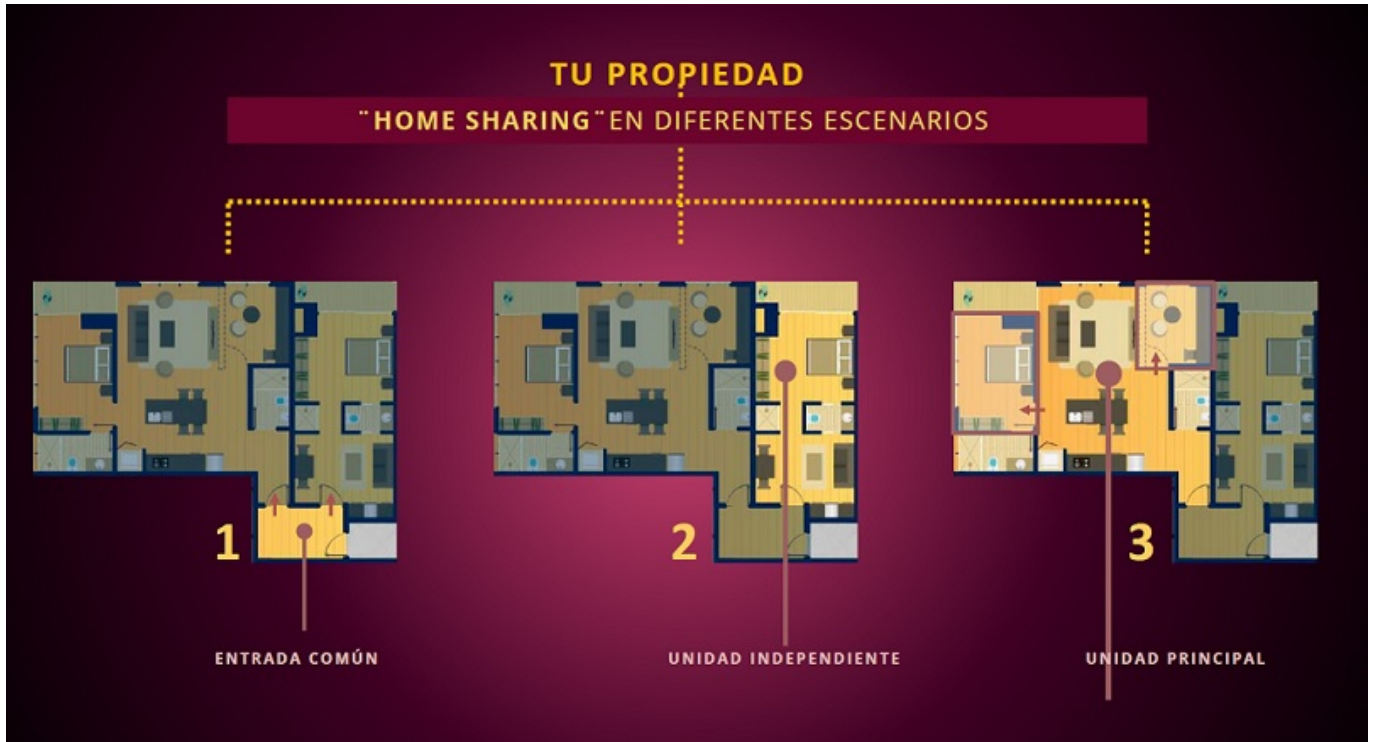 TU PROPIEDAD
¨HOME SHARING¨ EN DIFERENTES ESCENARIOS
1
2
3
ENTRADA COMÚN
UNIDAD INDEPENDIENTE
UNIDAD PRINCIPAL